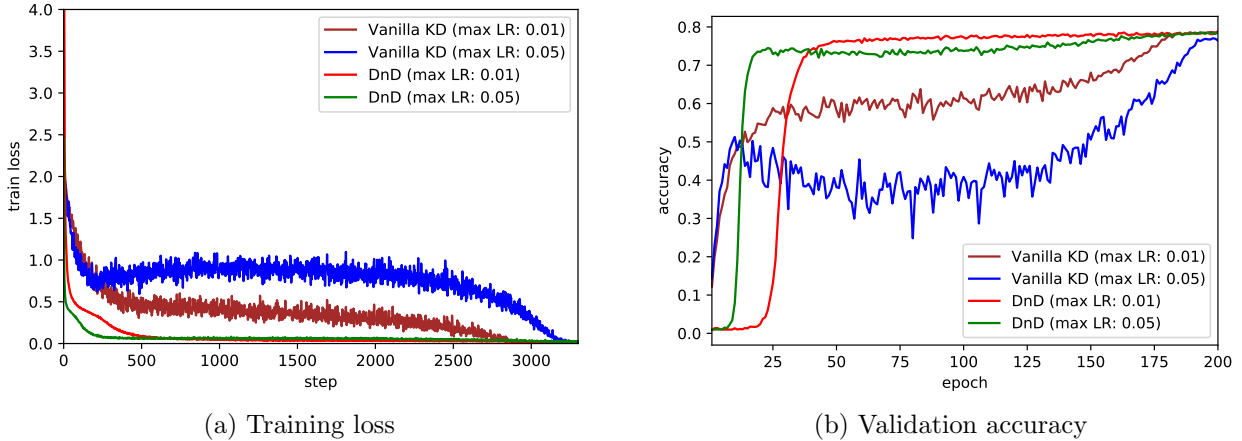 4.0
3.5
3.0
2.5
2.0
1.5
1.0
0.5
0.0
train loss
0
500
1000
1500
2000
2500
3000
step
Vanilla KD (max LR: 0.01)
Vanilla KD (max LR: 0.05)
DnD (max LR: 0.01)
DnD (max LR: 0.05)
(a) Training loss
0.8
0.7
0.6
0.5
0.4
0.3
0.2
0.1
0.0
accuracy
25
50
75
100
125
150
175
200
epoch
Vanilla KD (max LR: 0.01)
Vanilla KD (max LR: 0.05)
DnD (max LR: 0.01)
DnD (max LR: 0.05)
(b) Validation accuracy